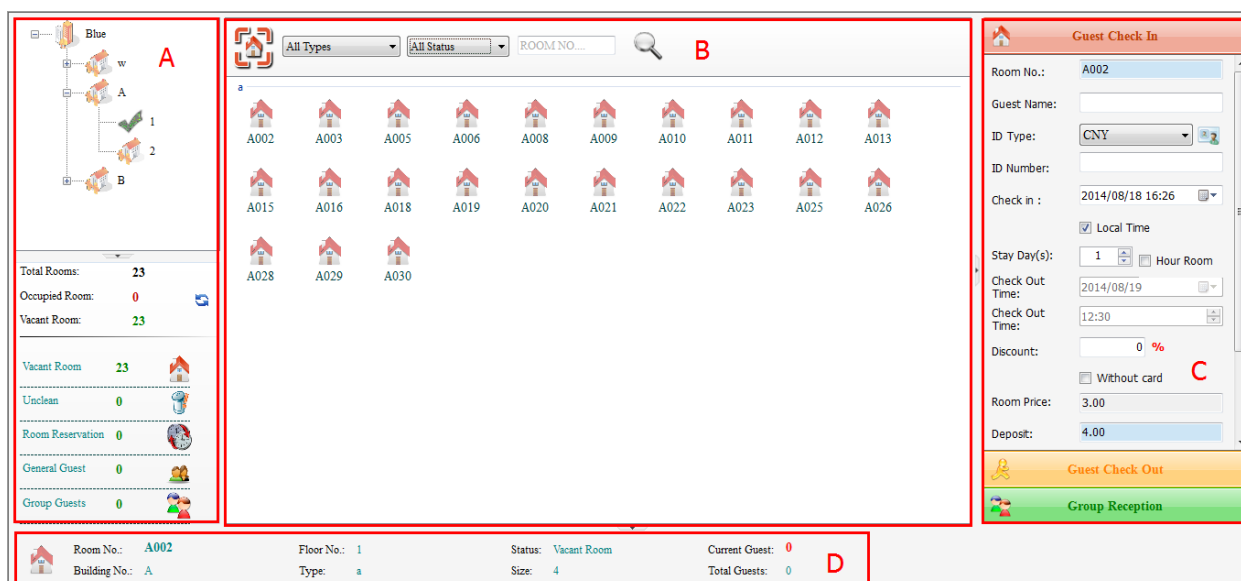 Blue
w
A
A
1
2
B
Total Rooms: 23
Occupied Room: 0
Vacant Room: 23
Vacant Room 23
Unclean 0
Room Reservation 0
General Guest 0
Group Guests 0
All Types All Status ROOM NO....
B
a
A002 A003 A005 A006 A008 A009 A010 A011 A012 A013
A015 A016 A018 A019 A020 A021 A022 A023 A025 A026
A028 A029 A030
Guest Check In
Room No.: A002
Guest Name:
ID Type: CNY
ID Number:
Check in : 2014/08/18 16:26
Local Time
Stay Day(s): 1 Hour Room
Check Out
Time: 2014/08/19
Check Out
Time: 12:30
Discount: 0 %
Without card C
Room Price: 3.00
Deposit: 4.00
Guest Check Out
Group Reception
Room No.: A002 Floor No.: 1 Status: Vacant Room Current Guest: 0
Building No.: A Type: a Size: 4 Total Guests: 0
D